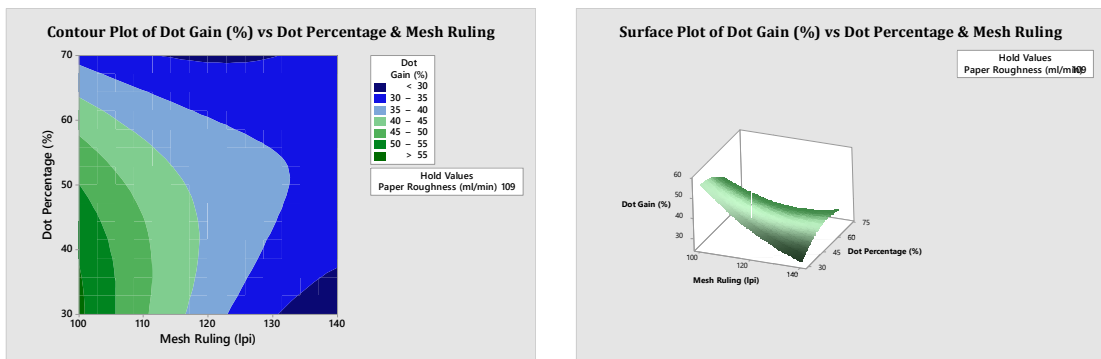 Contour Plot of Dot Gain (%) vs Dot Percentage & Mesh Ruling
70
60
50
40
30
100 110 120 130 140
Dot Percentage (%)
Mesh Ruling (lpi)
Dot
Gain (%)
< 30
30 – 35
35 – 40
40 – 45
45 – 50
50 – 55
> 55
Hold Values
Paper Roughness (ml/min) 109
Surface Plot of Dot Gain (%) vs Dot Percentage & Mesh Ruling
Hold Values
Paper Roughness (ml/min) 109
60
50
40
30
Dot Gain (%)
100
120
140
Mesh Ruling (lpi)
30
45
60
75
Dot Percentage (%)